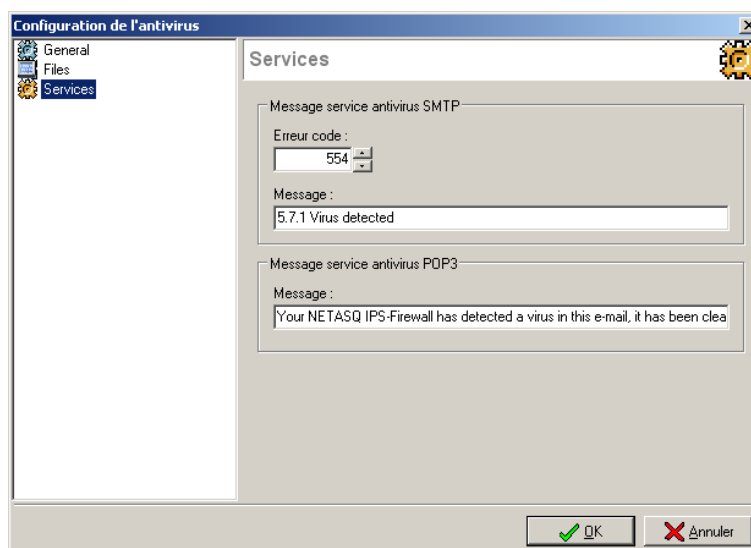 Configuration de l'antivirus
General
Files
Services
Services
Message service antivirus SMTP
Erreur code :
554
Message :
5.7.1 Virus detected
Message service antivirus POP3
Message :
Your NETASQ IPS-Firewall has detected a virus in this e-mail, it has been clea
OK
Annuler